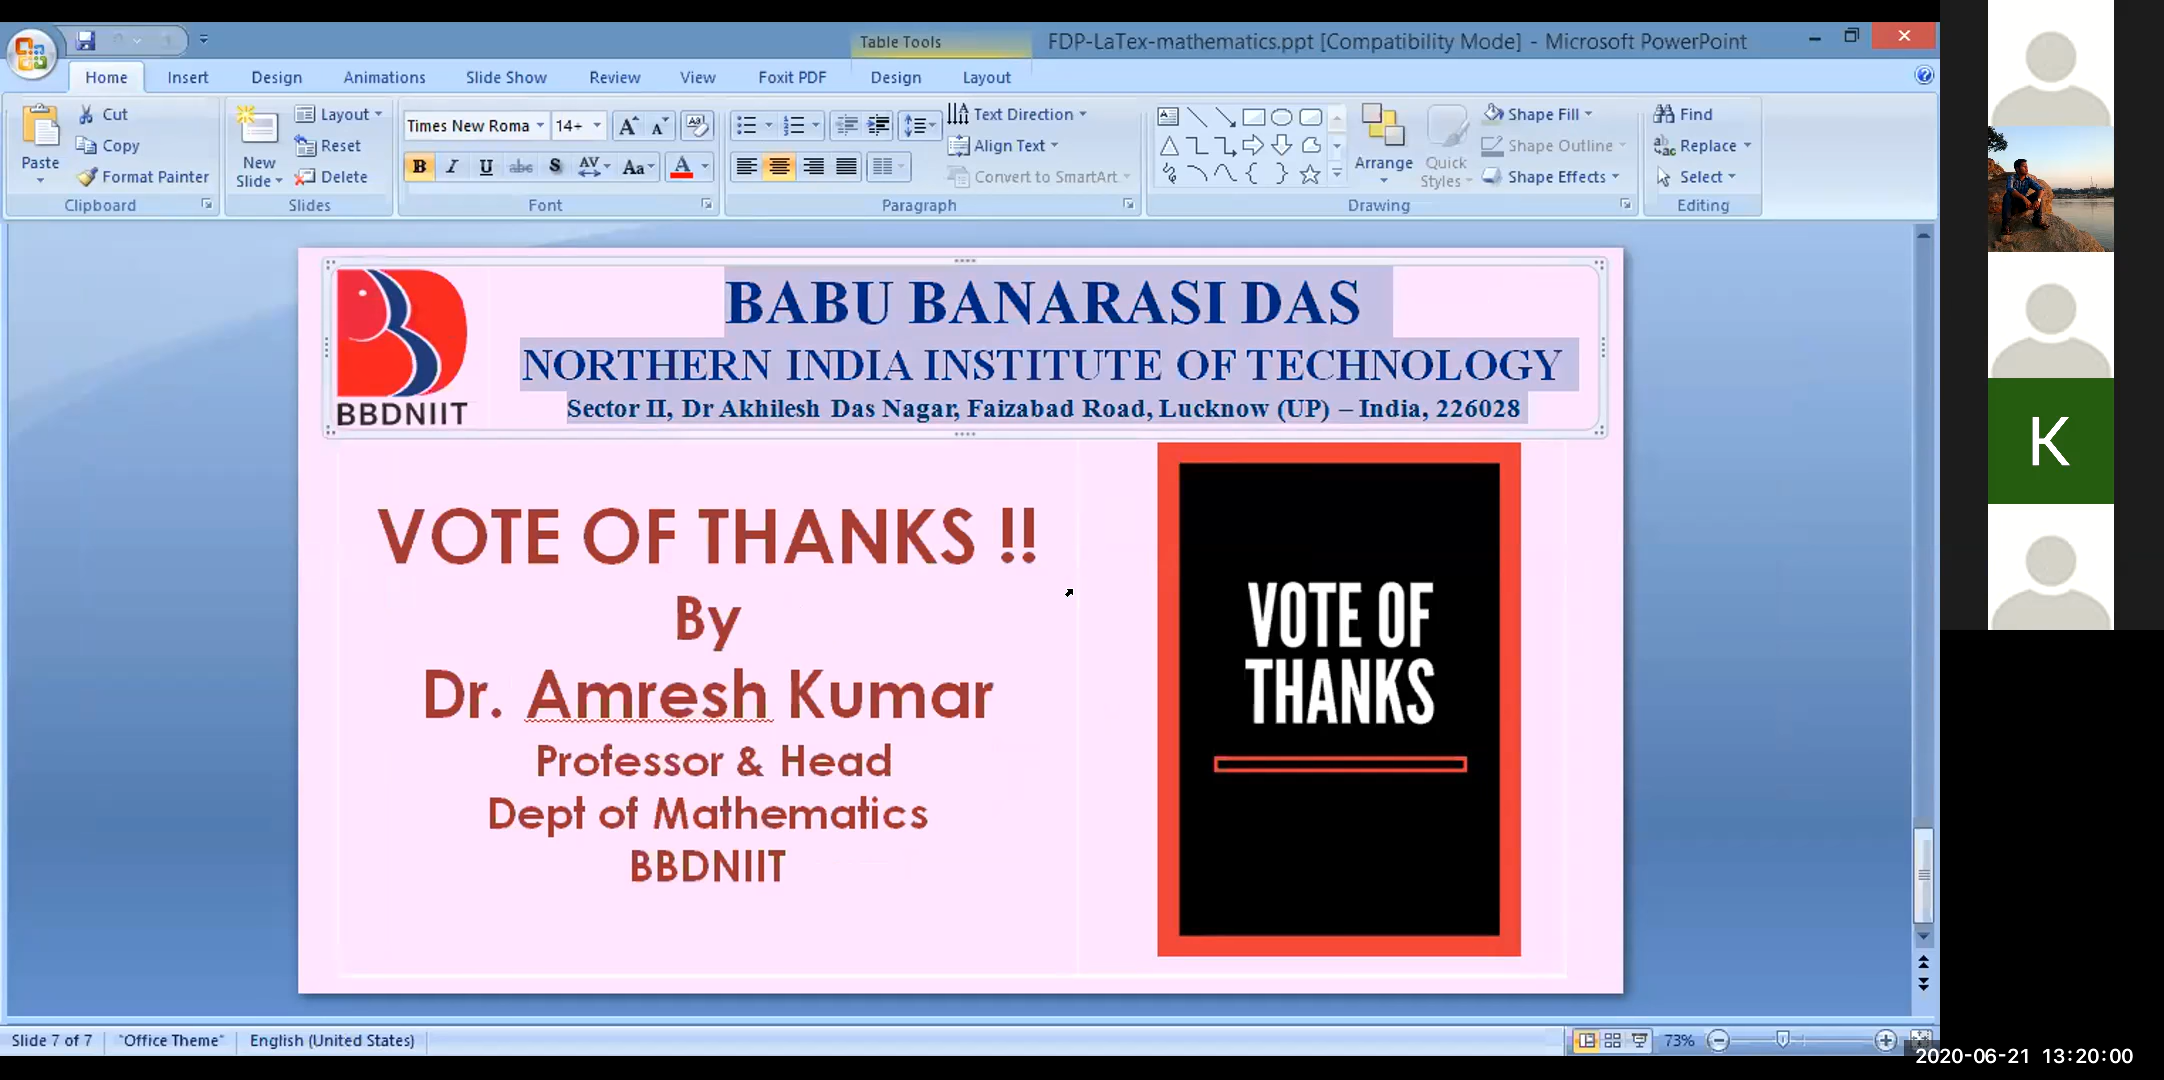 Table Tools
FDP-LaTex-mathematics.ppt [Compatibility Mode] - Microsoft PowerPoint
Home Insert Design Animations Slide Show Review View Foxit PDF Design Layout
Cut
Copy
Format Painter
Paste
Clipboard
New Slide
Layout
Reset
Delete
Slides
Times New Roma 14+
B I U abc S AV Aa A
Font
Text Direction
Align Text
Convert to SmartArt
Paragraph
Arrange
Quick Styles
Shape Fill
Shape Outline
Shape Effects
Drawing
Find
Replace
Select
Editing
BABU BANARASI DAS
NORTHERN INDIA INSTITUTE OF TECHNOLOGY
Sector II, Dr Akhilesh Das Nagar, Faizabad Road, Lucknow (UP) – India, 226028
BBDNIIT
VOTE OF THANKS !!
By
Dr. Amresh Kumar
Professor & Head
Dept of Mathematics
BBDNIIT
VOTE OF
THANKS
K
Slide 7 of 7 "Office Theme" English (United States) 73%
2020-06-21 13:20:00